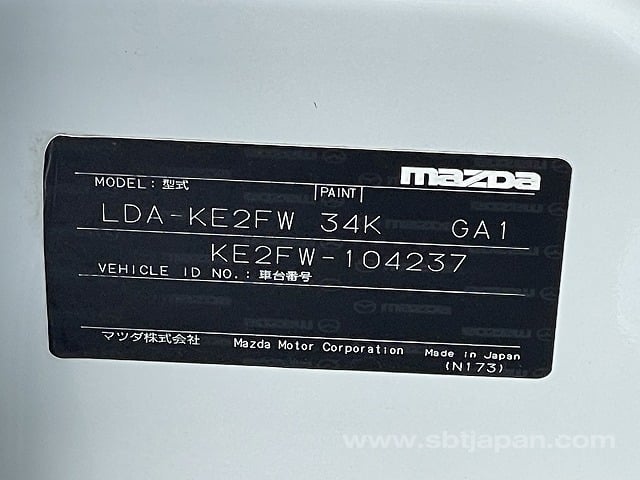 mazda
MODEL: 型式
PAINT
LDA-KE2FW 34K GA1
KE2FW-104237
VEHICLE ID NO.: 車台番号
マツダ株式会社 Mazda Motor Corporation Made in Japan
(N173)
www.sbtjapan.com